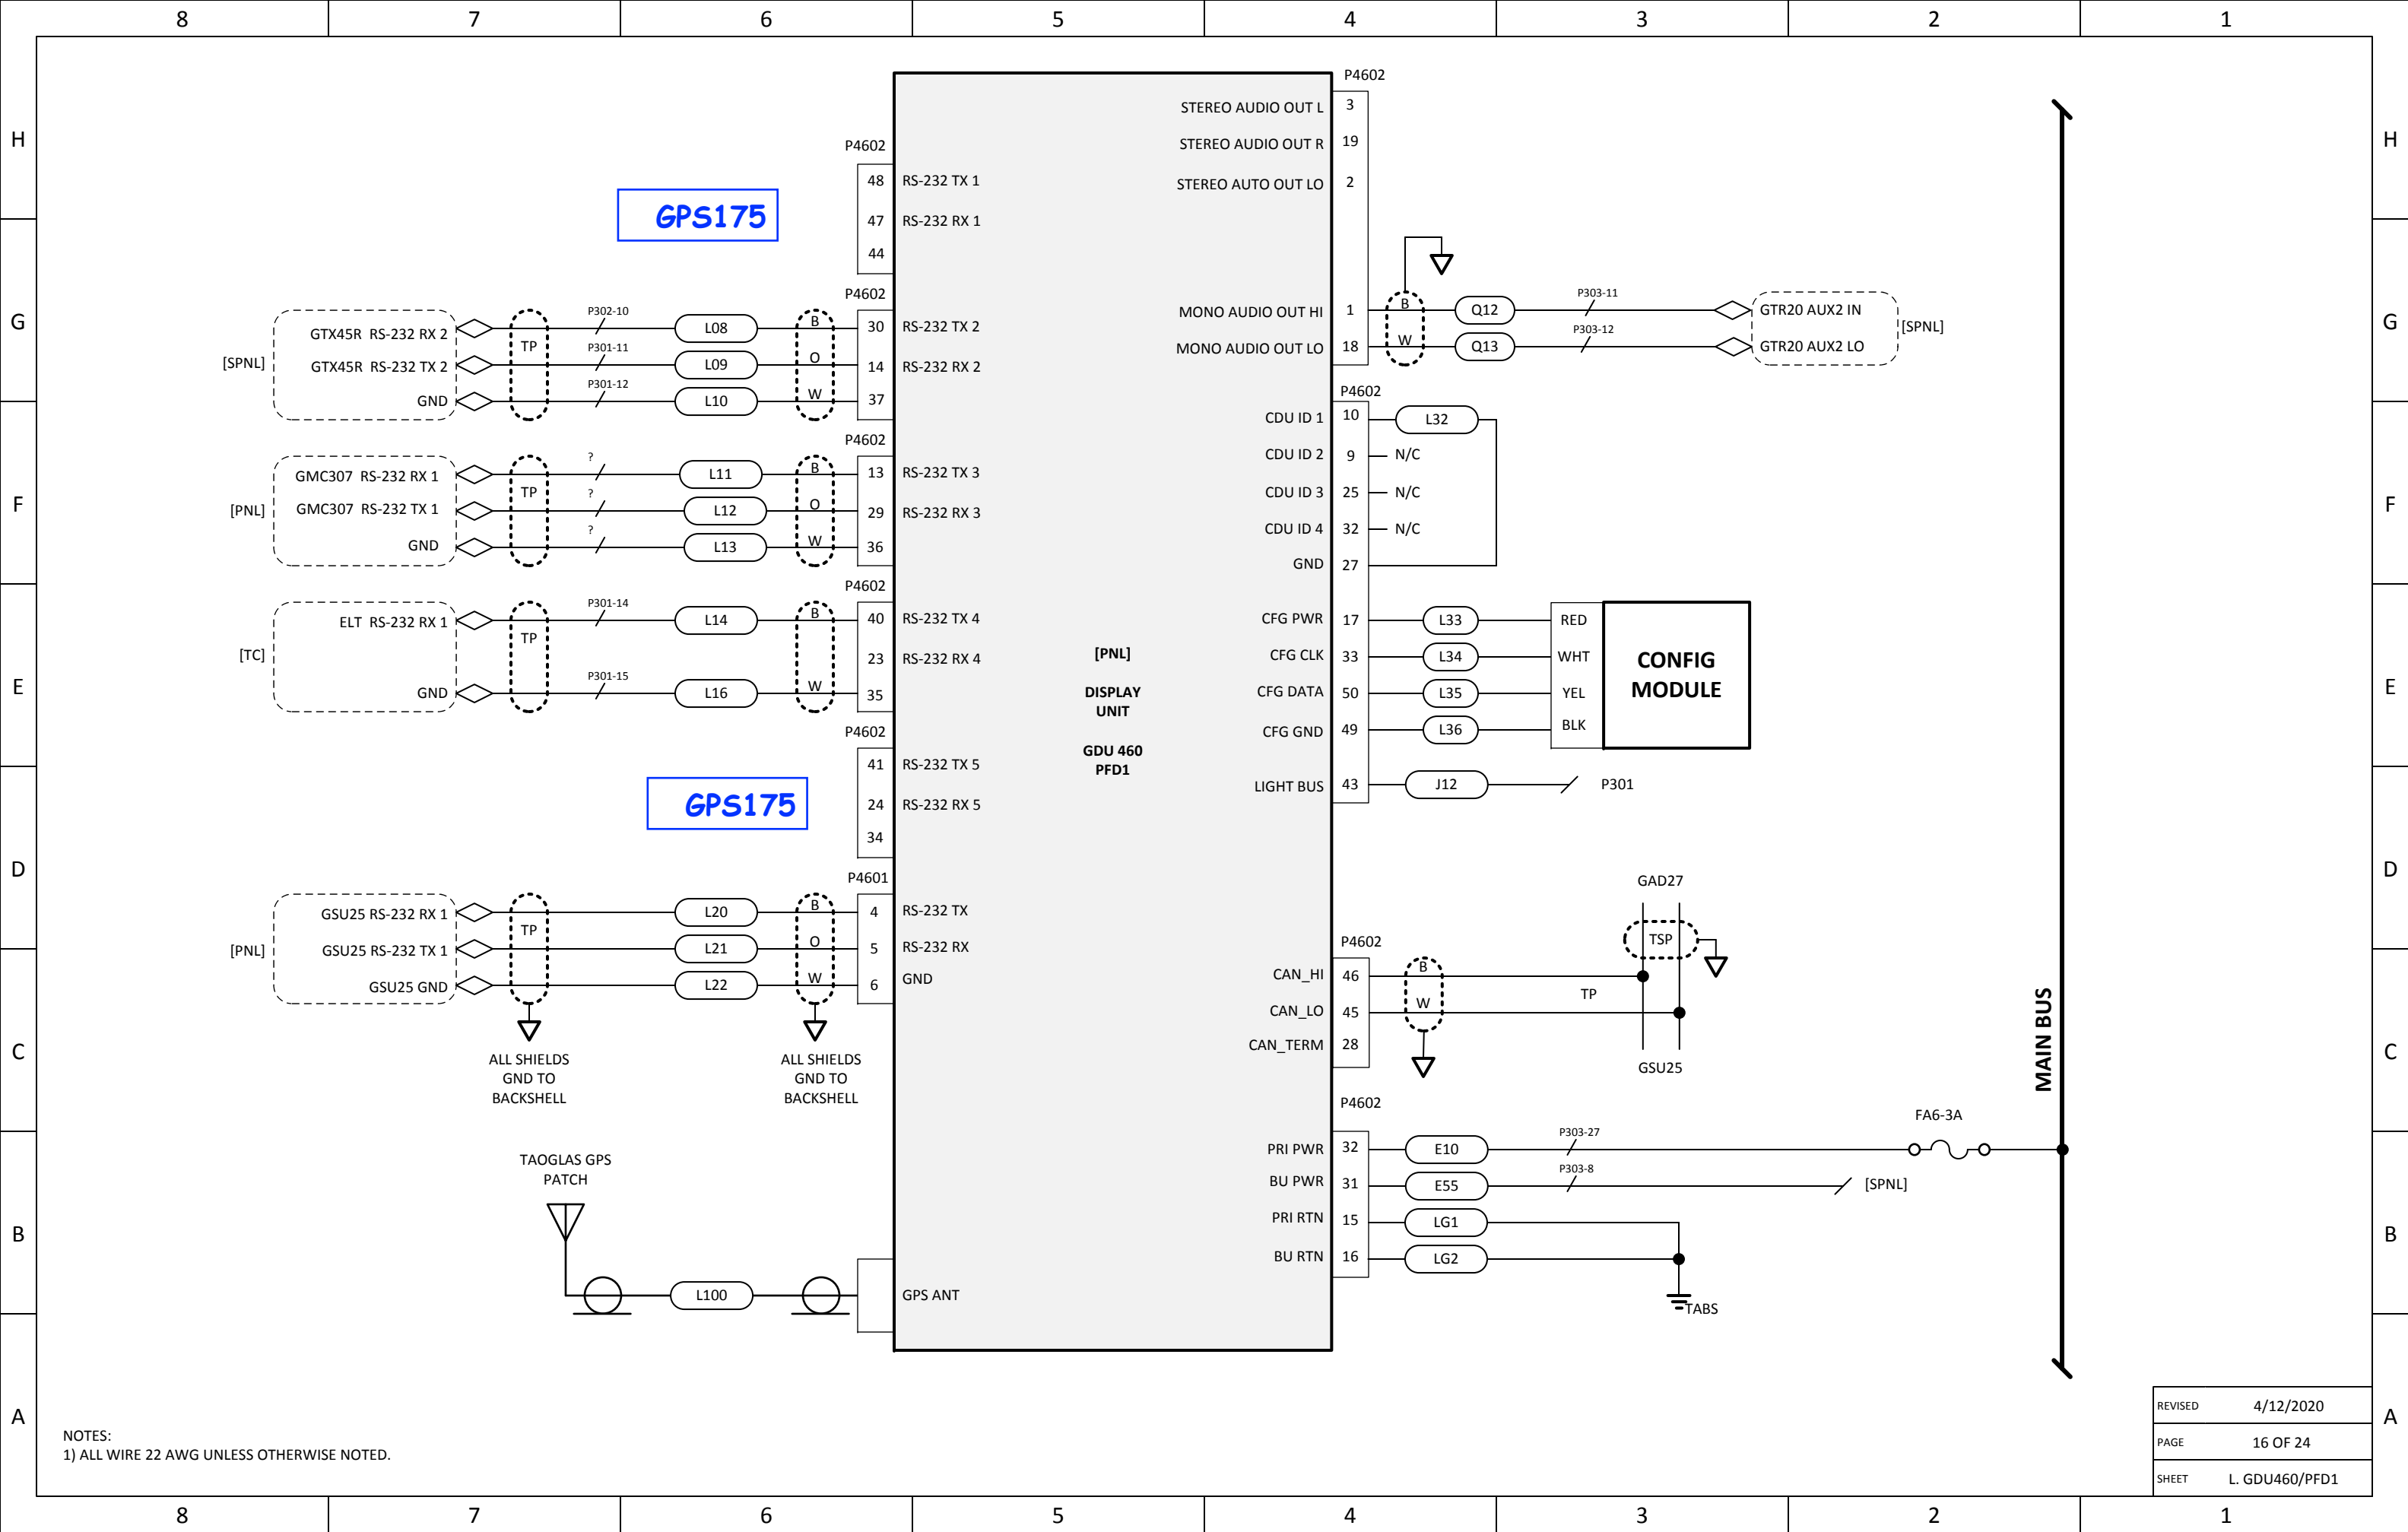 8 7 6 5 4 3 2 1
H
G
F
E
D
C
B
A
H
G
F
E
D
C
B
A
P4602
48 RS-232 TX 1
47 RS-232 RX 1
44
GPS175
P4602
[SPNL]
GTX45R RS-232 RX 2 P302-10 L08 B 30 RS-232 TX 2
TP
GTX45R RS-232 TX 2 P301-11 L09 O 14 RS-232 RX 2
GND P301-12 L10 W 37
P4602
[PNL]
GMC307 RS-232 RX 1 ? L11 B 13 RS-232 TX 3
TP
GMC307 RS-232 TX 1 ? L12 O 29 RS-232 RX 3
GND ? L13 W 36
P4602
[TC]
ELT RS-232 RX 1 P301-14 L14 B 40 RS-232 TX 4
TP
23 RS-232 RX 4
GND P301-15 L16 W 35
P4602
41 RS-232 TX 5
24 RS-232 RX 5
34
GPS175
P4601
[PNL]
GSU25 RS-232 RX 1 L20 B 4 RS-232 TX
TP
GSU25 RS-232 TX 1 L21 O 5 RS-232 RX
GSU25 GND L22 W 6 GND
ALL SHIELDS
GND TO
BACKSHELL
ALL SHIELDS
GND TO
BACKSHELL
TAOGLAS GPS
PATCH
L100 GPS ANT
[PNL]
DISPLAY
UNIT
GDU 460
PFD1
P4602
STEREO AUDIO OUT L 3
STEREO AUDIO OUT R 19
STEREO AUTO OUT LO 2
MONO AUDIO OUT HI 1 B Q12 P303-11 GTR20 AUX2 IN
MONO AUDIO OUT LO 18 W Q13 P303-12 GTR20 AUX2 LO
[SPNL]
P4602
CDU ID 1 10 L32
CDU ID 2 9 N/C
CDU ID 3 25 N/C
CDU ID 4 32 N/C
GND 27
CFG PWR 17 L33 RED
CFG CLK 33 L34 WHT
CFG DATA 50 L35 YEL
CFG GND 49 L36 BLK
CONFIG
MODULE
LIGHT BUS 43 J12 P301
GAD27
TSP
P4602
CAN_HI 46 B
TP
CAN_LO 45 W
CAN_TERM 28
GSU25
P4602
PRI PWR 32 E10 P303-27 FA6-3A
BU PWR 31 E55 P303-8 [SPNL]
PRI RTN 15 LG1
BU RTN 16 LG2
TABS
MAIN BUS
NOTES:
1) ALL WIRE 22 AWG UNLESS OTHERWISE NOTED.
REVISED 4/12/2020
PAGE 16 OF 24
SHEET L. GDU460/PFD1
8 7 6 5 4 3 2 1